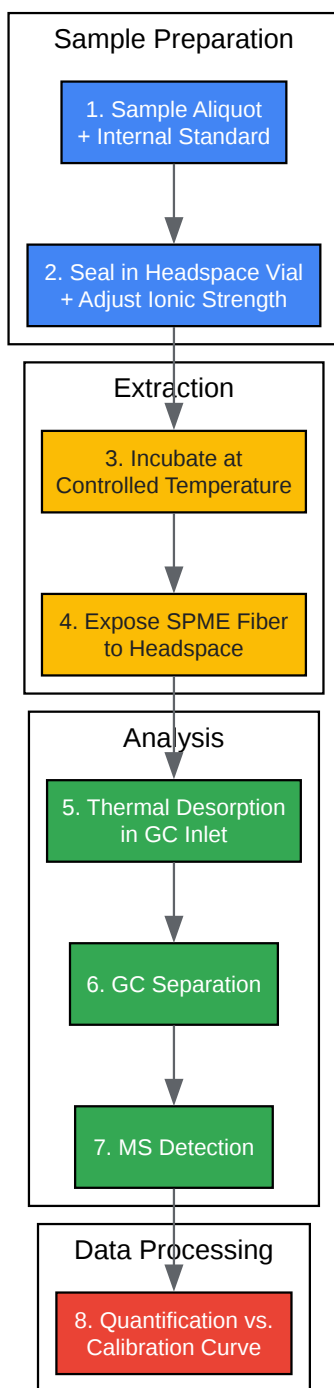 Sample Preparation
1. Sample Aliquot
+ Internal Standard
2. Seal in Headspace Vial
+ Adjust Ionic Strength
Extraction
3. Incubate at
Controlled Temperature
4. Expose SPME Fiber
to Headspace
Analysis
5. Thermal Desorption
in GC Inlet
6. GC Separation
7. MS Detection
Data Processing
8. Quantification vs.
Calibration Curve